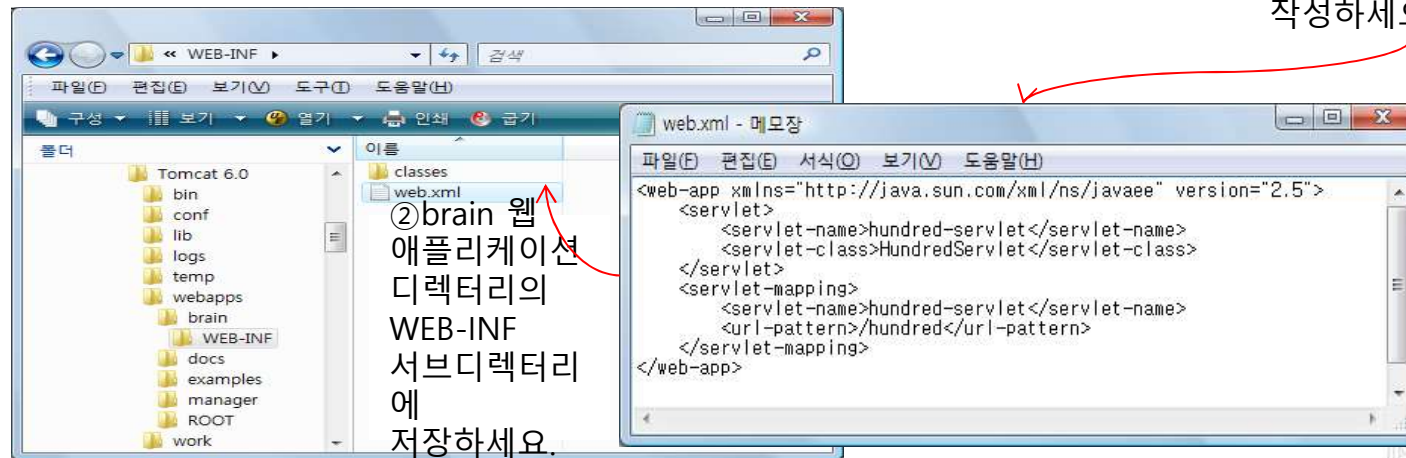 작성하세요
« WEB-INF ▸
검색
파일(F) 편집(E) 보기(V) 도구(T) 도움말(H)
구성 보기 열기 인쇄 굽기
폴더
이름
Tomcat 6.0
bin
conf
lib
logs
temp
webapps
brain
WEB-INF
docs
examples
manager
ROOT
work
classes
web.xml
②brain 웹
애플리케이션
디렉터리의
WEB-INF
서브디렉터리
에
저장하세요.
web.xml - 메모장
파일(F) 편집(E) 서식(O) 보기(V) 도움말(H)
<web-app xmlns="http://java.sun.com/xml/ns/javaee" version="2.5">
<servlet>
<servlet-name>hundred-servlet</servlet-name>
<servlet-class>HundredServlet</servlet-class>
</servlet>
<servlet-mapping>
<servlet-name>hundred-servlet</servlet-name>
<url-pattern>/hundred</url-pattern>
</servlet-mapping>
</web-app>